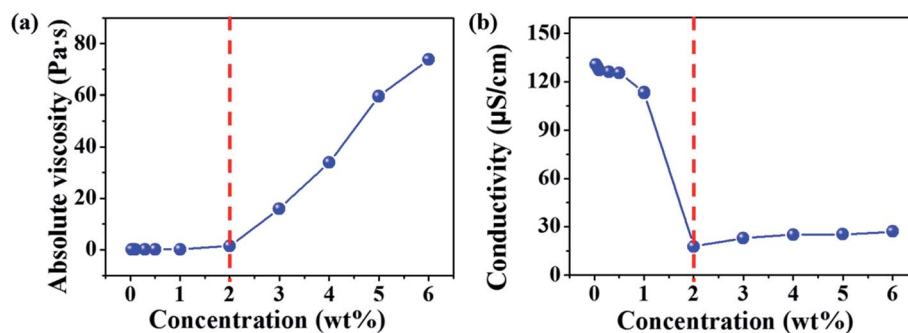 (a)
Absolute viscosity (Pa·s)
80
60
40
20
0
0 1 2 3 4 5 6
Concentration (wt%)
(b)
Conductivity (µS/cm)
150
120
90
60
30
0
0 1 2 3 4 5 6
Concentration (wt%)